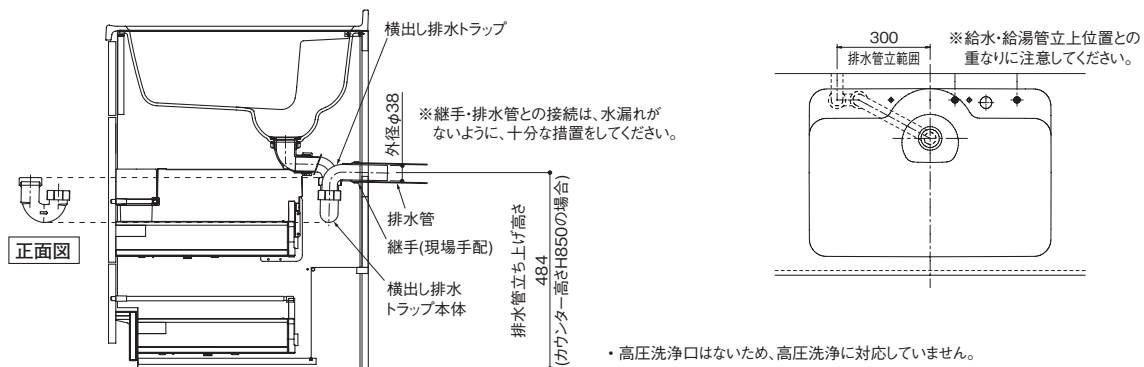 横出し排水トラップ
外径φ38
※継手・排水管との接続は、水漏れが
ないように、十分な措置をしてください。
正面図
排水管
継手(現場手配)
横出し排水
トラップ本体
排水管立ち上げ高さ
484
(カウンター高さH850の場合)
300
排水管立範囲
※給水・給湯管立上位置との
重なりに注意してください。
・高圧洗浄口はないため、高圧洗浄に対応していません。